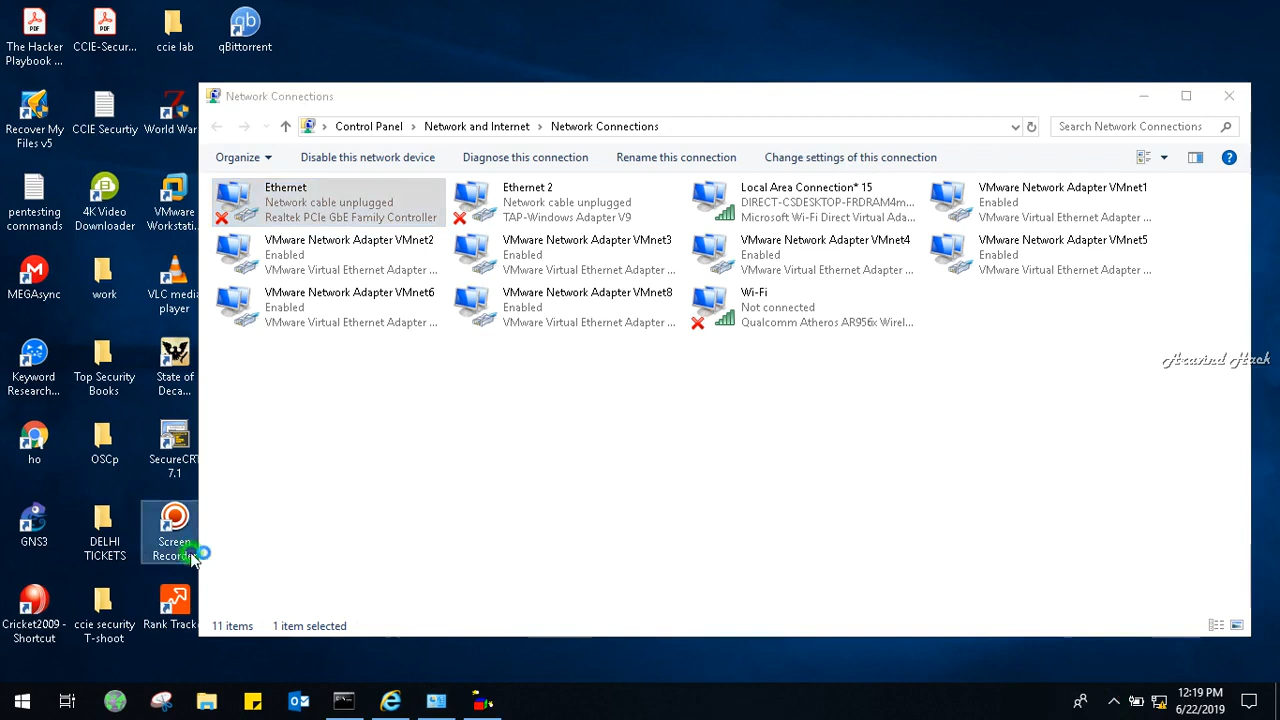 The Hacker
Playbook ...
CCIE-Secur...
ccie lab
qBittorrent
Recover My
Files v5
CCIE Securtiy
World War
pentesting
commands
4K Video
Downloader
VMware
Workstati...
MEGAsync
work
VLC media
player
Keyword
Research...
Top Security
Books
State of
Deca...
ho
OSCp
SecureCRT
7.1
GNS3
DELHI
TICKETS
Screen
Recorde
Cricket2009 -
Shortcut
ccie security
T-shoot
Rank Tracke
Network Connections
Control Panel > Network and Internet > Network Connections
Search Network Connections
Organize Disable this network device Diagnose this connection Rename this connection Change settings of this connection
Ethernet
Network cable unplugged
Realtek PCIe GbE Family Controller
Ethernet 2
Network cable unplugged
TAP-Windows Adapter V9
Local Area Connection* 15
DIRECT-CSDESKTOP-FRDRAM4m...
Microsoft Wi-Fi Direct Virtual Ada...
VMware Network Adapter VMnet1
Enabled
VMware Virtual Ethernet Adapter ...
VMware Network Adapter VMnet2
Enabled
VMware Virtual Ethernet Adapter ...
VMware Network Adapter VMnet3
Enabled
VMware Virtual Ethernet Adapter ...
VMware Network Adapter VMnet4
Enabled
VMware Virtual Ethernet Adapter ...
VMware Network Adapter VMnet5
Enabled
VMware Virtual Ethernet Adapter ...
VMware Network Adapter VMnet6
Enabled
VMware Virtual Ethernet Adapter ...
VMware Network Adapter VMnet8
Enabled
VMware Virtual Ethernet Adapter ...
Wi-Fi
Not connected
Qualcomm Atheros AR956x Wirel...
Aravind Hack
11 items 1 item selected
12:19 PM
6/22/2019